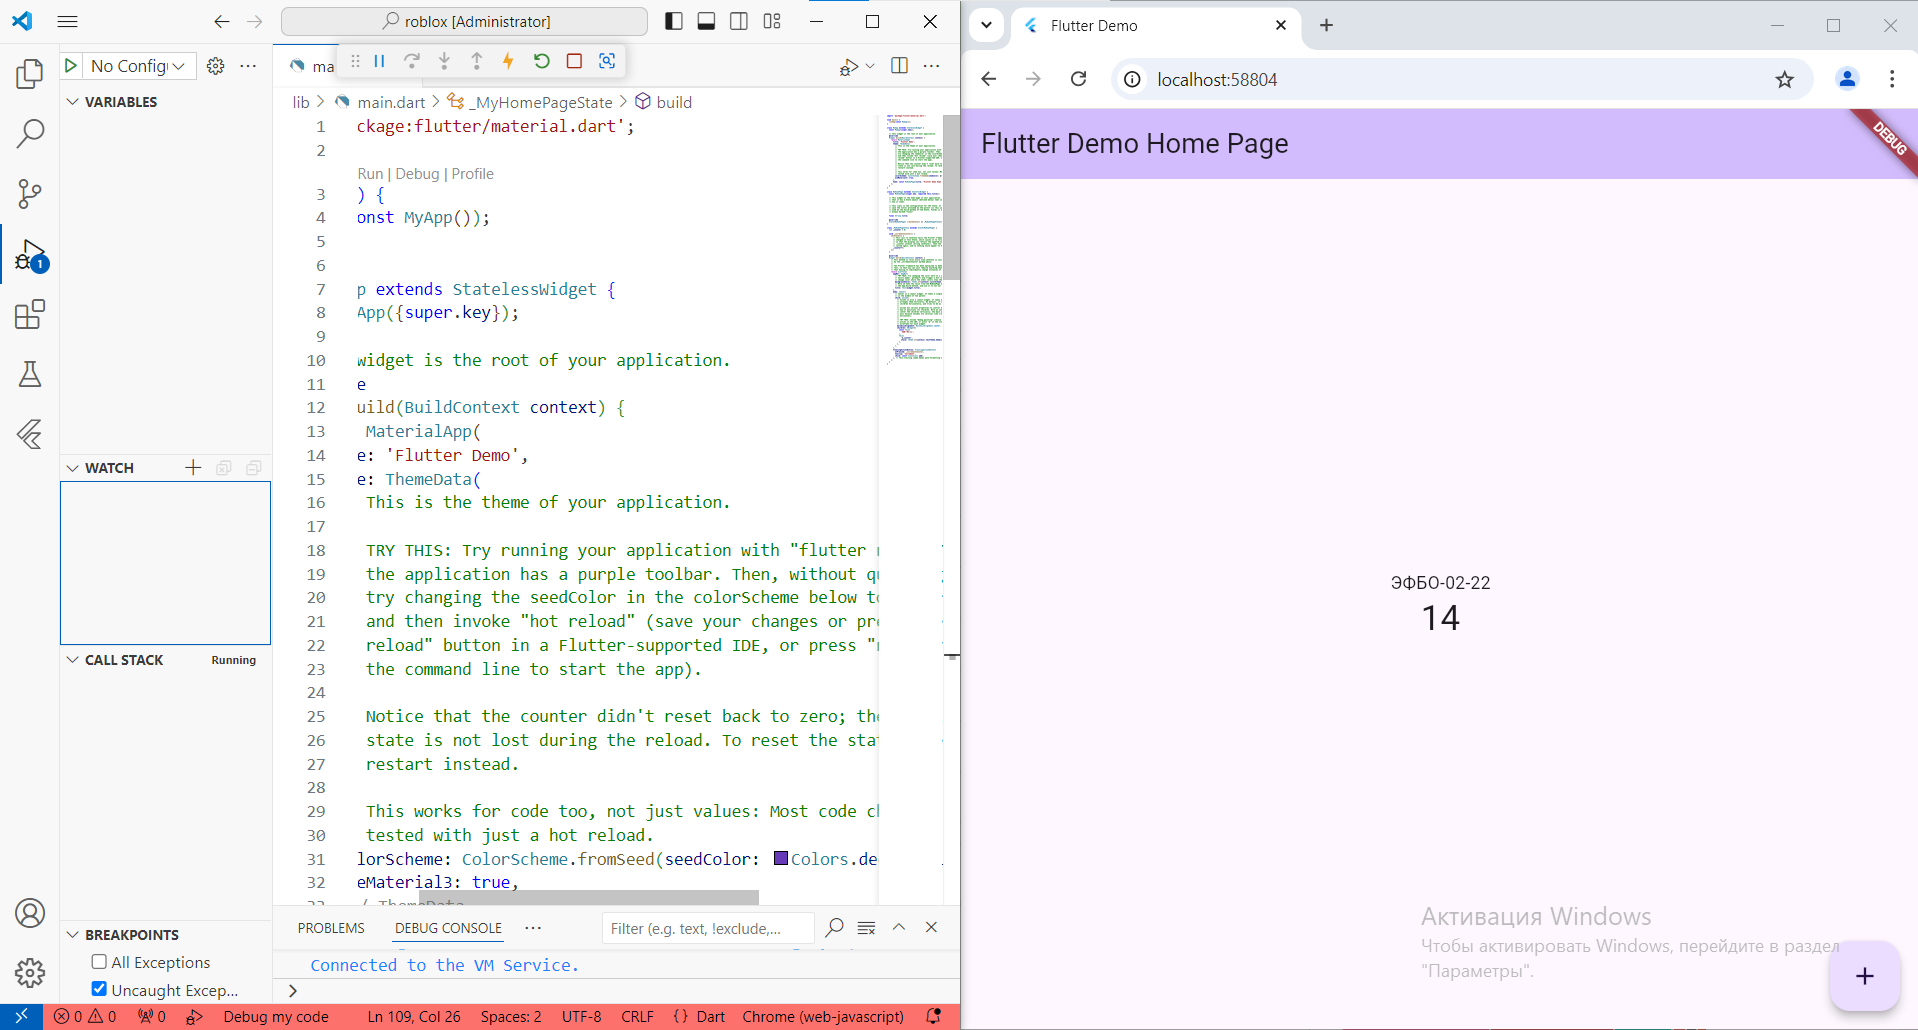 roblox [Administrator]
No Config
VARIABLES
WATCH
CALL STACK
Running
BREAKPOINTS
All Exceptions
Uncaught Excep...
ma
lib > main.dart > _MyHomePageState > build
1 ckage:flutter/material.dart';
2
Run | Debug | Profile
3 ) {
4 onst MyApp());
5
6
7 p extends StatelessWidget {
8 App({super.key});
9
10 widget is the root of your application.
11 e
12 uild(BuildContext context) {
13 MaterialApp(
14 e: 'Flutter Demo',
15 e: ThemeData(
16 This is the theme of your application.
17
18 TRY THIS: Try running your application with "flutter
19 the application has a purple toolbar. Then, without q
20 try changing the seedColor in the colorScheme below to
21 and then invoke "hot reload" (save your changes or pre
22 reload" button in a Flutter-supported IDE, or press "
23 the command line to start the app).
24
25 Notice that the counter didn't reset back to zero; the
26 state is not lost during the reload. To reset the sta
27 restart instead.
28
29 This works for code too, not just values: Most code ch
30 tested with just a hot reload.
31 lorScheme: ColorScheme.fromSeed(seedColor: Colors.de
32 eMaterial3: true,
33 / ThemeData
PROBLEMS
DEBUG CONSOLE
Filter (e.g. text, !exclude,...
Connected to the VM Service.
>
0 0 0 Debug my code Ln 109, Col 26 Spaces: 2 UTF-8 CRLF {} Dart Chrome (web-javascript)
1
Flutter Demo
localhost:58804
Flutter Demo Home Page
DEBUG
ЭФБО-02-22
14
Активация Windows
Чтобы активировать Windows, перейдите в раздел
"Параметры".